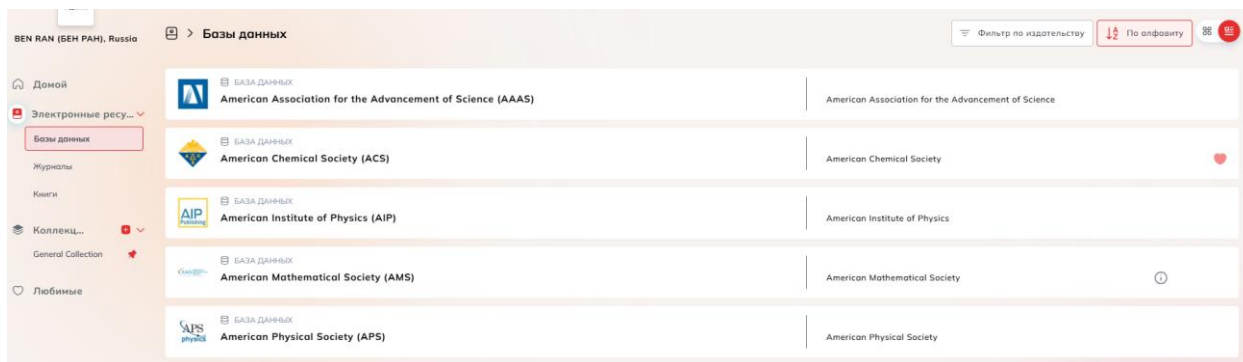 BEN RAN (БЕН РАН), Russia
> Базы данных
Фильтр по издательству
По алфавиту
Домой
Электронные ресу...
Базы данных
Журналы
Книги
Коллекц...
General Collection
Любимые
БАЗА ДАННЫХ
American Association for the Advancement of Science (AAAS)
American Association for the Advancement of Science
БАЗА ДАННЫХ
American Chemical Society (ACS)
American Chemical Society
AIP
Publishing
БАЗА ДАННЫХ
American Institute of Physics (AIP)
American Institute of Physics
БАЗА ДАННЫХ
American Mathematical Society (AMS)
American Mathematical Society
APS
physics
БАЗА ДАННЫХ
American Physical Society (APS)
American Physical Society